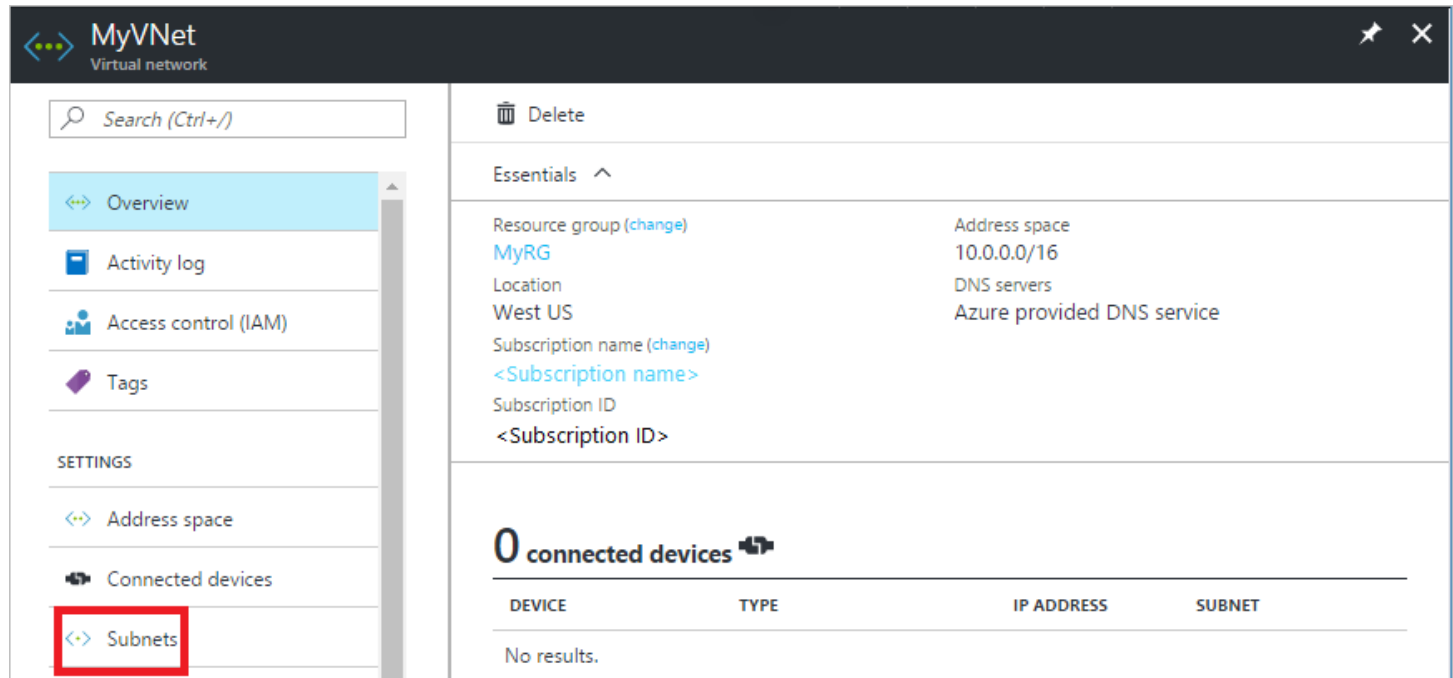 MyVNet
Virtual network
Search (Ctrl+/)
Overview
Activity log
Access control (IAM)
Tags
SETTINGS
Address space
Connected devices
Subnets
Delete
Essentials
Resource group (change)
MyRG
Location
West US
Subscription name (change)
<Subscription name>
Subscription ID
<Subscription ID>
Address space
10.0.0.0/16
DNS servers
Azure provided DNS service
0 connected devices
DEVICE TYPE IP ADDRESS SUBNET
No results.